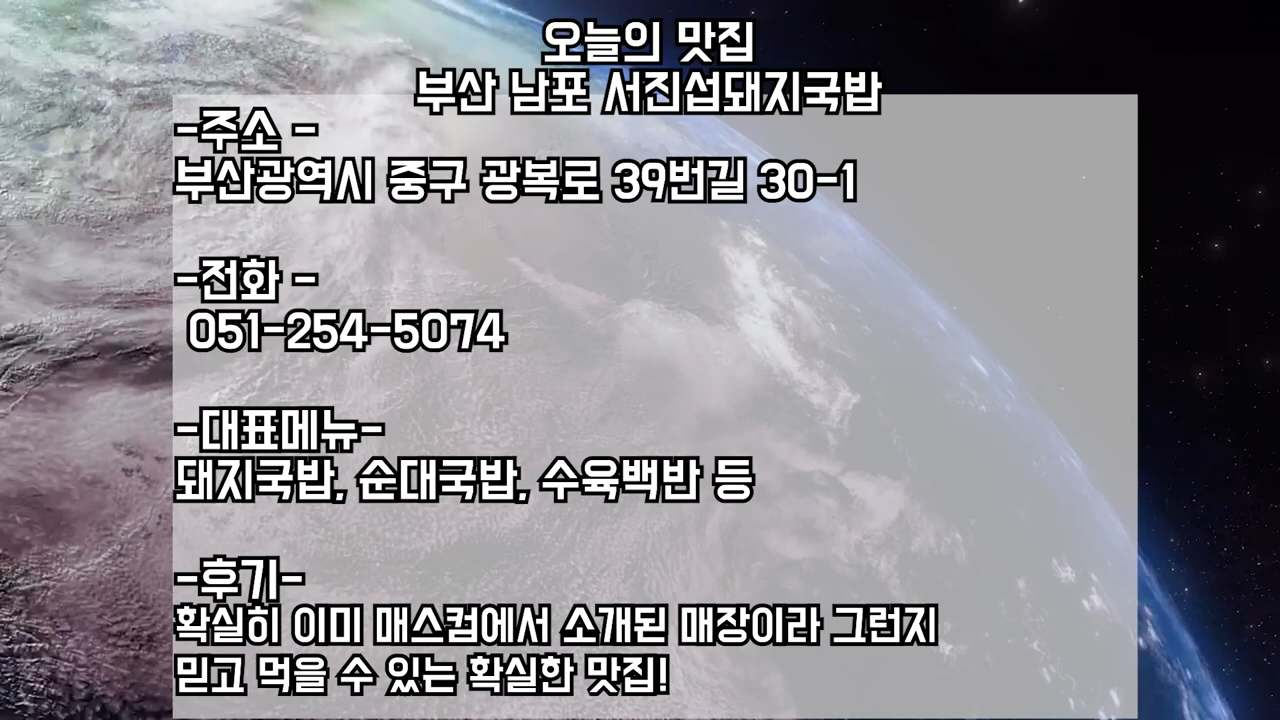 오늘의 맛집
부산 남포 서진섭돼지국밥
-주소 -
부산광역시 중구 광복로 39번길 30-1
-전화 -
051-254-5074
-대표메뉴-
돼지국밥, 순대국밥, 수육백반 등
-후기-
확실히 이미 매스컴에서 소개된 매장이라 그런지
믿고 먹을 수 있는 확실한 맛집!